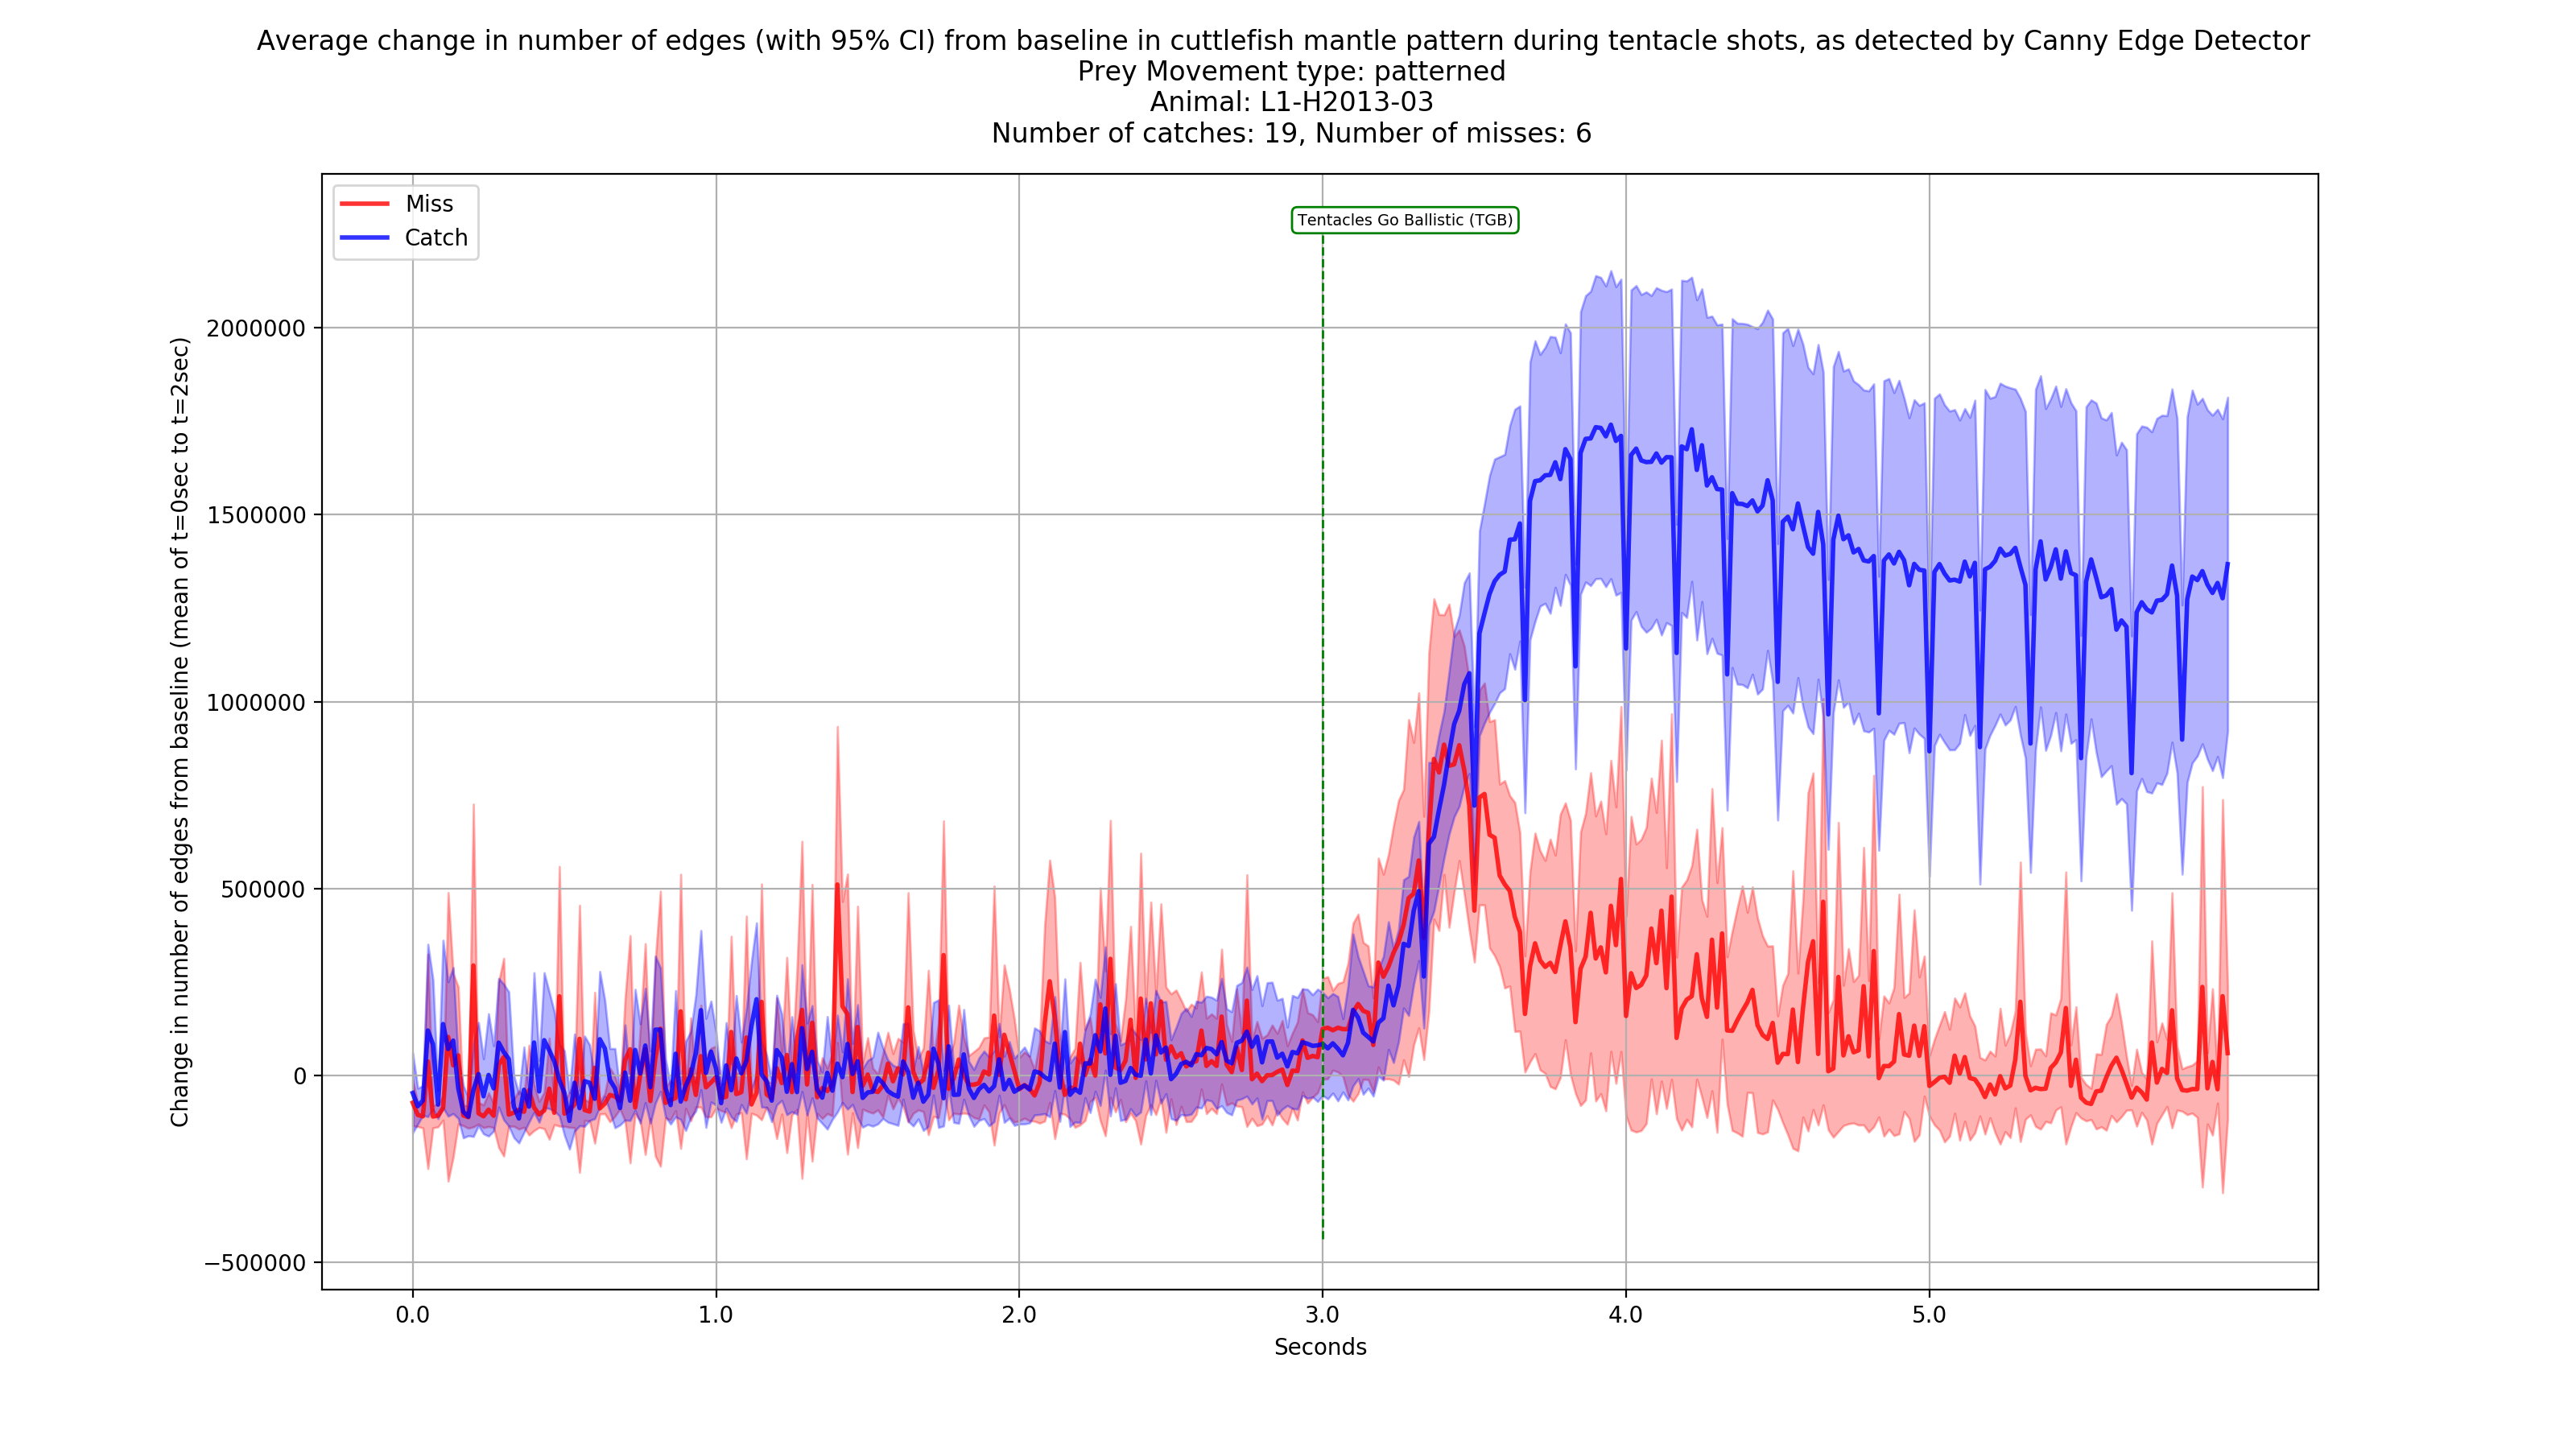 Average change in number of edges (with 95% CI) from baseline in cuttlefish mantle pattern during tentacle shots, as detected by Canny Edge Detector
Prey Movement type: patterned
Animal: L1-H2013-03
Number of catches: 19, Number of misses: 6
Miss
Catch
Tentacles Go Ballistic (TGB)
Change in number of edges from baseline (mean of t=0sec to t=2sec)
2000000
1500000
1000000
500000
0
−500000
0.0 1.0 2.0 3.0 4.0 5.0
Seconds